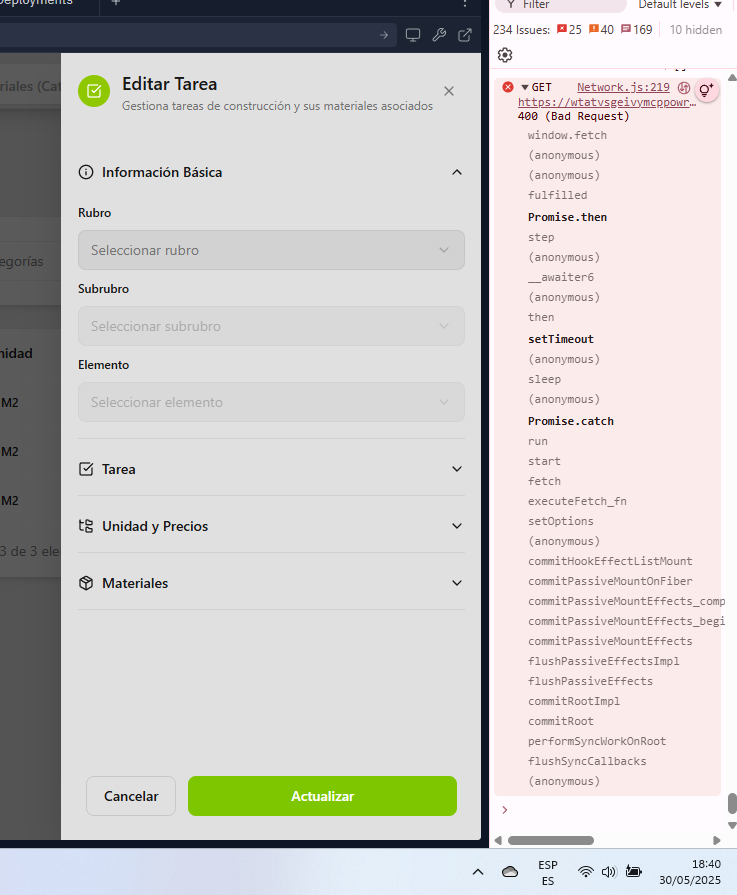 Deployments
+
Filter
Default levels
234 Issues: 25 40 169 10 hidden
Editar Tarea
Gestiona tareas de construcción y sus materiales asociados
Información Básica
Rubro
Seleccionar rubro
Subrubro
Seleccionar subrubro
Elemento
Seleccionar elemento
Tarea
Unidad y Precios
Materiales
Cancelar
Actualizar
riales (Cat
egorías
nidad
M2
M2
M2
3 de 3 ele
GET Network.js:219
https://wtatvsgeivymcppowr…
400 (Bad Request)
window.fetch
(anonymous)
(anonymous)
fulfilled
Promise.then
step
(anonymous)
__awaiter6
(anonymous)
then
setTimeout
(anonymous)
sleep
(anonymous)
Promise.catch
run
start
fetch
executeFetch_fn
setOptions
(anonymous)
commitHookEffectListMount
commitPassiveMountOnFiber
commitPassiveMountEffects_comp
commitPassiveMountEffects_begi
commitPassiveMountEffects
flushPassiveEffectsImpl
flushPassiveEffects
commitRootImpl
commitRoot
performSyncWorkOnRoot
flushSyncCallbacks
(anonymous)
ESP
ES
18:40
30/05/2025